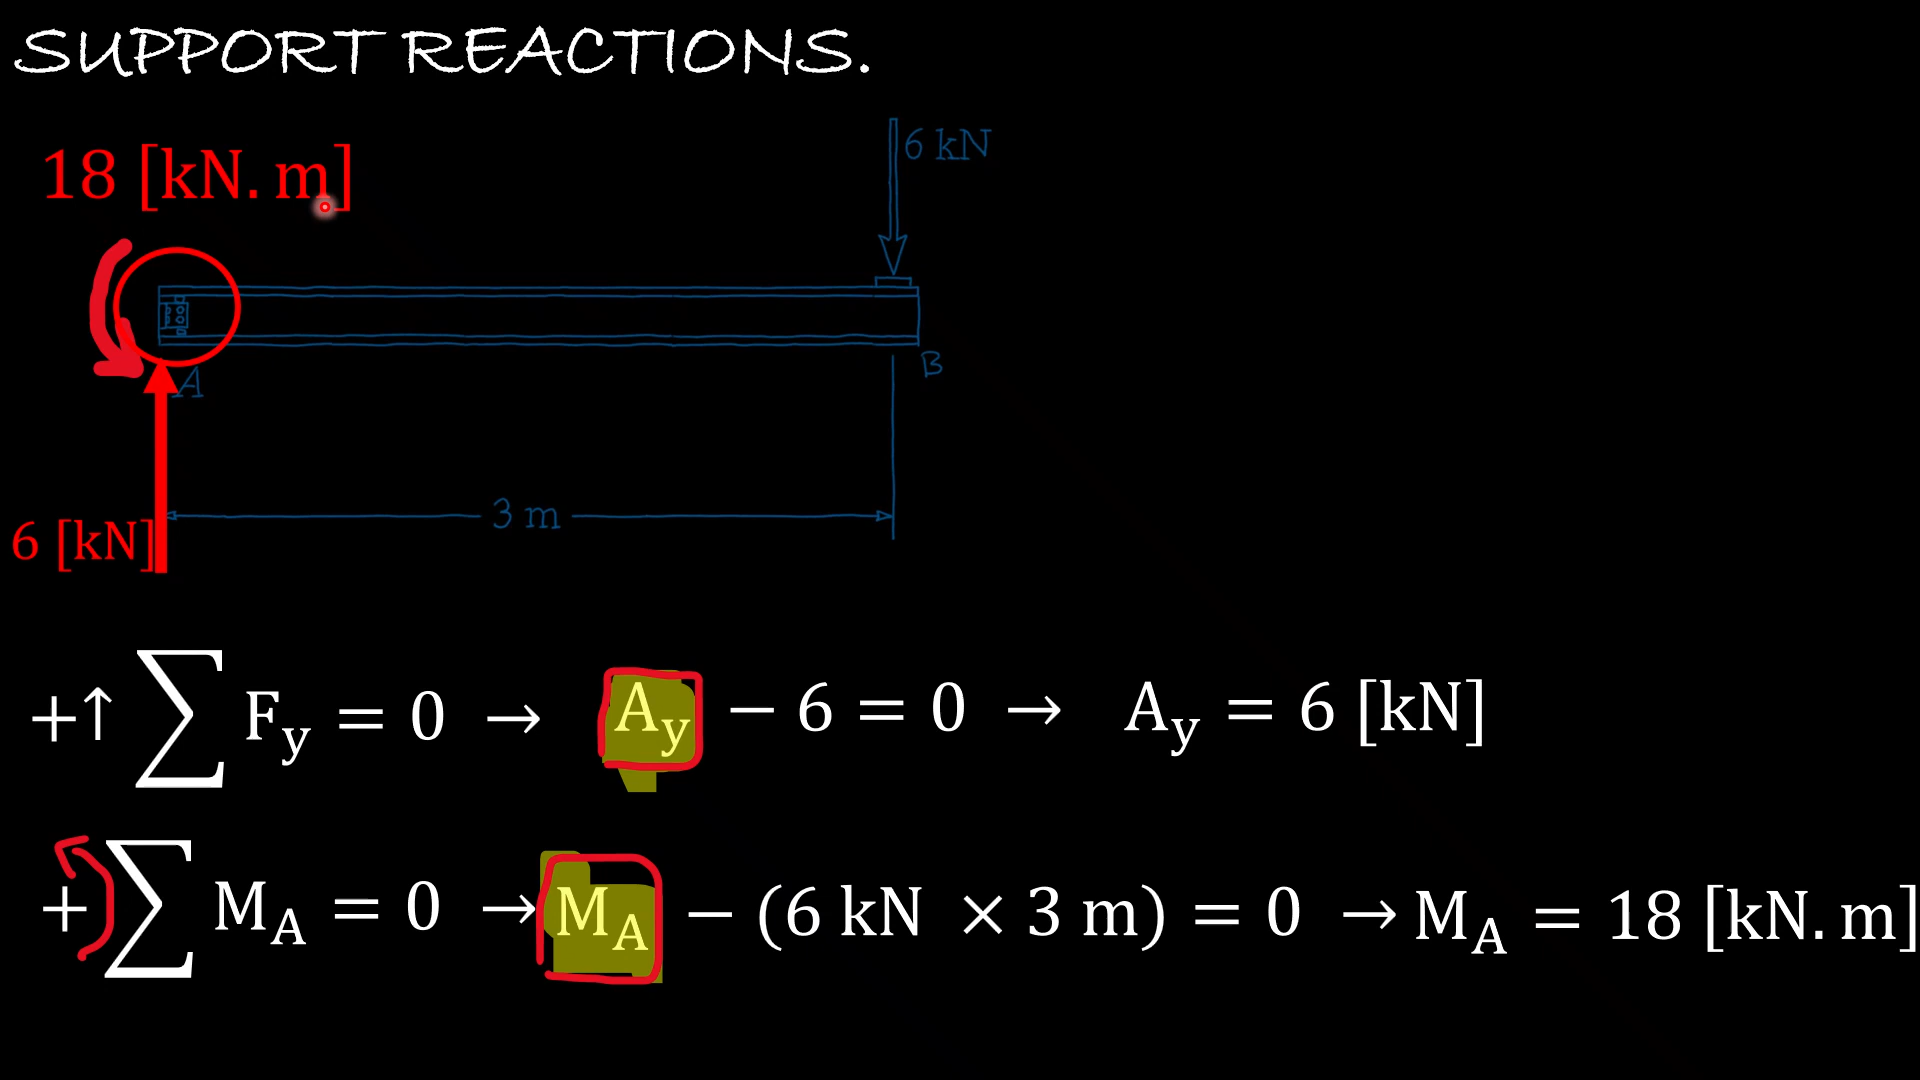 SUPPORT REACTIONS.
6 kN
18 [kN. m]
A
B
3 m
6 [kN]
+↑ ∑ F_y = 0 → A_y − 6 = 0 → A_y = 6 [kN]
+ ∑ M_A = 0 → M_A − (6 kN × 3 m) = 0 → M_A = 18 [kN. m]